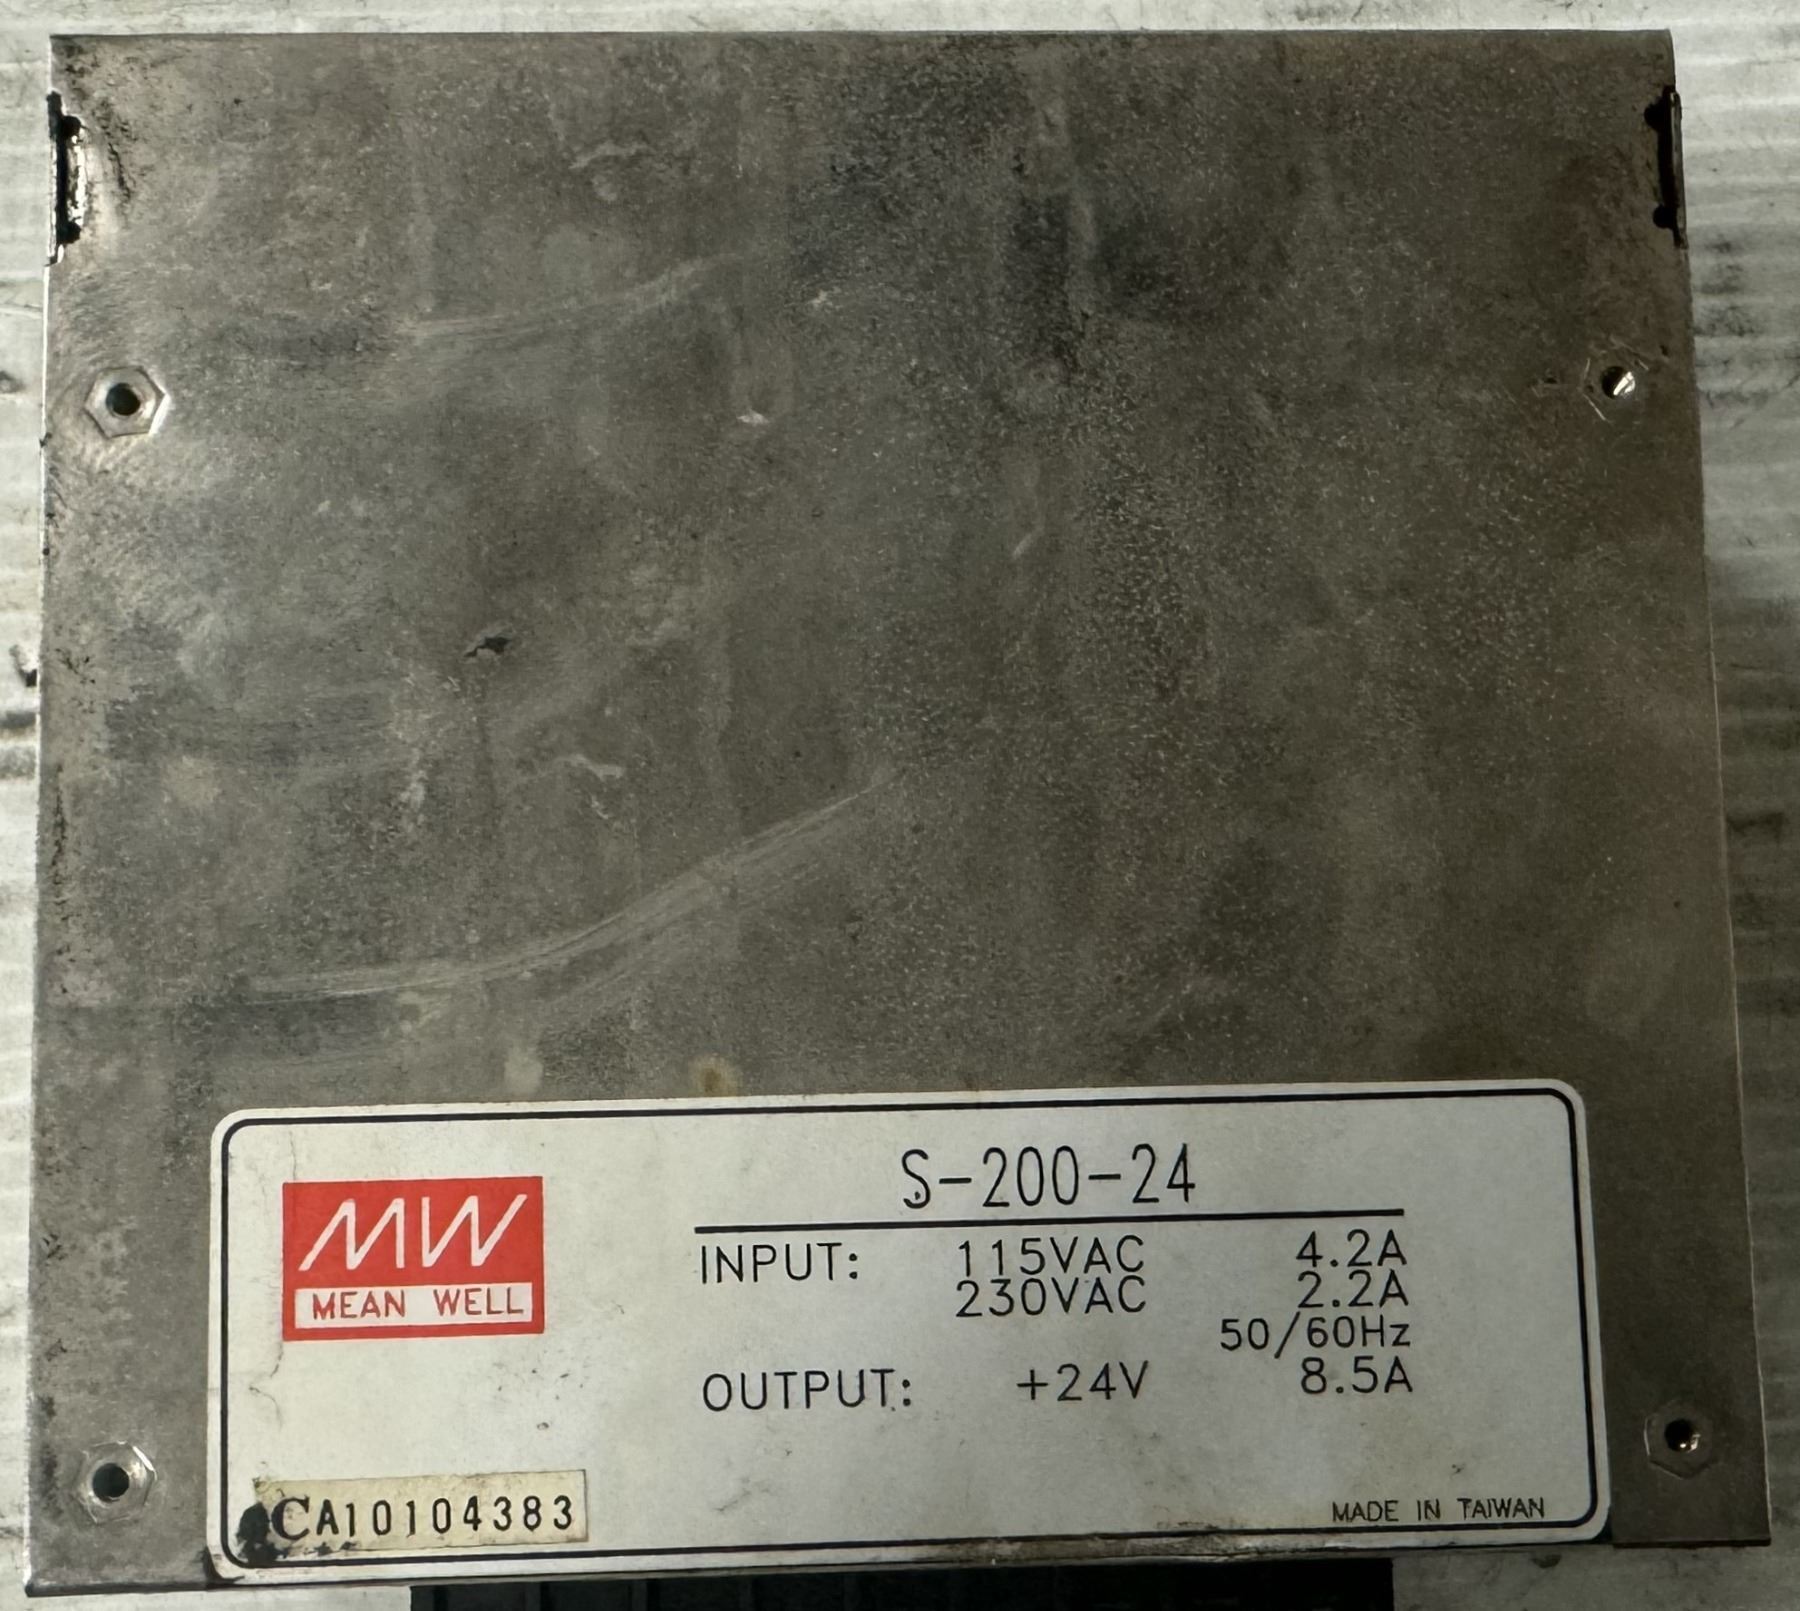 S-200-24
MW
MEAN WELL
INPUT: 115VAC 4.2A
230VAC 2.2A
50/60Hz
OUTPUT: +24V 8.5A
CA10104383
MADE IN TAIWAN